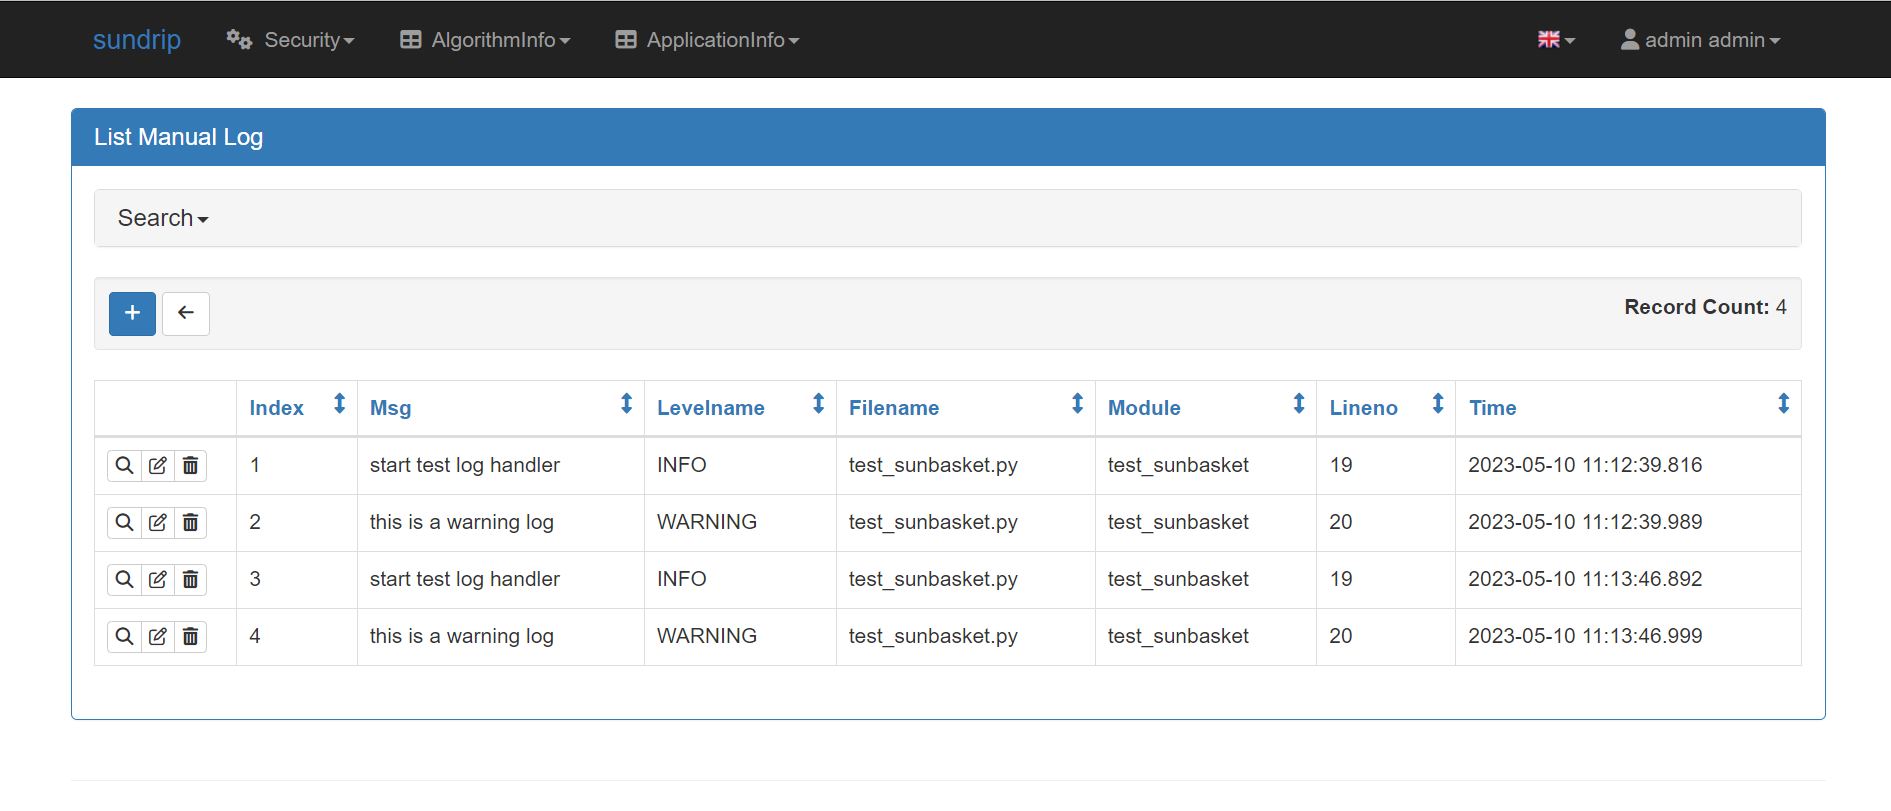 sundrip Security AlgorithmInfo ApplicationInfo admin admin
List Manual Log
Search
Record Count: 4
Index Msg Levelname Filename Module Lineno Time
1 start test log handler INFO test_sunbasket.py test_sunbasket 19 2023-05-10 11:12:39.816
2 this is a warning log WARNING test_sunbasket.py test_sunbasket 20 2023-05-10 11:12:39.989
3 start test log handler INFO test_sunbasket.py test_sunbasket 19 2023-05-10 11:13:46.892
4 this is a warning log WARNING test_sunbasket.py test_sunbasket 20 2023-05-10 11:13:46.999